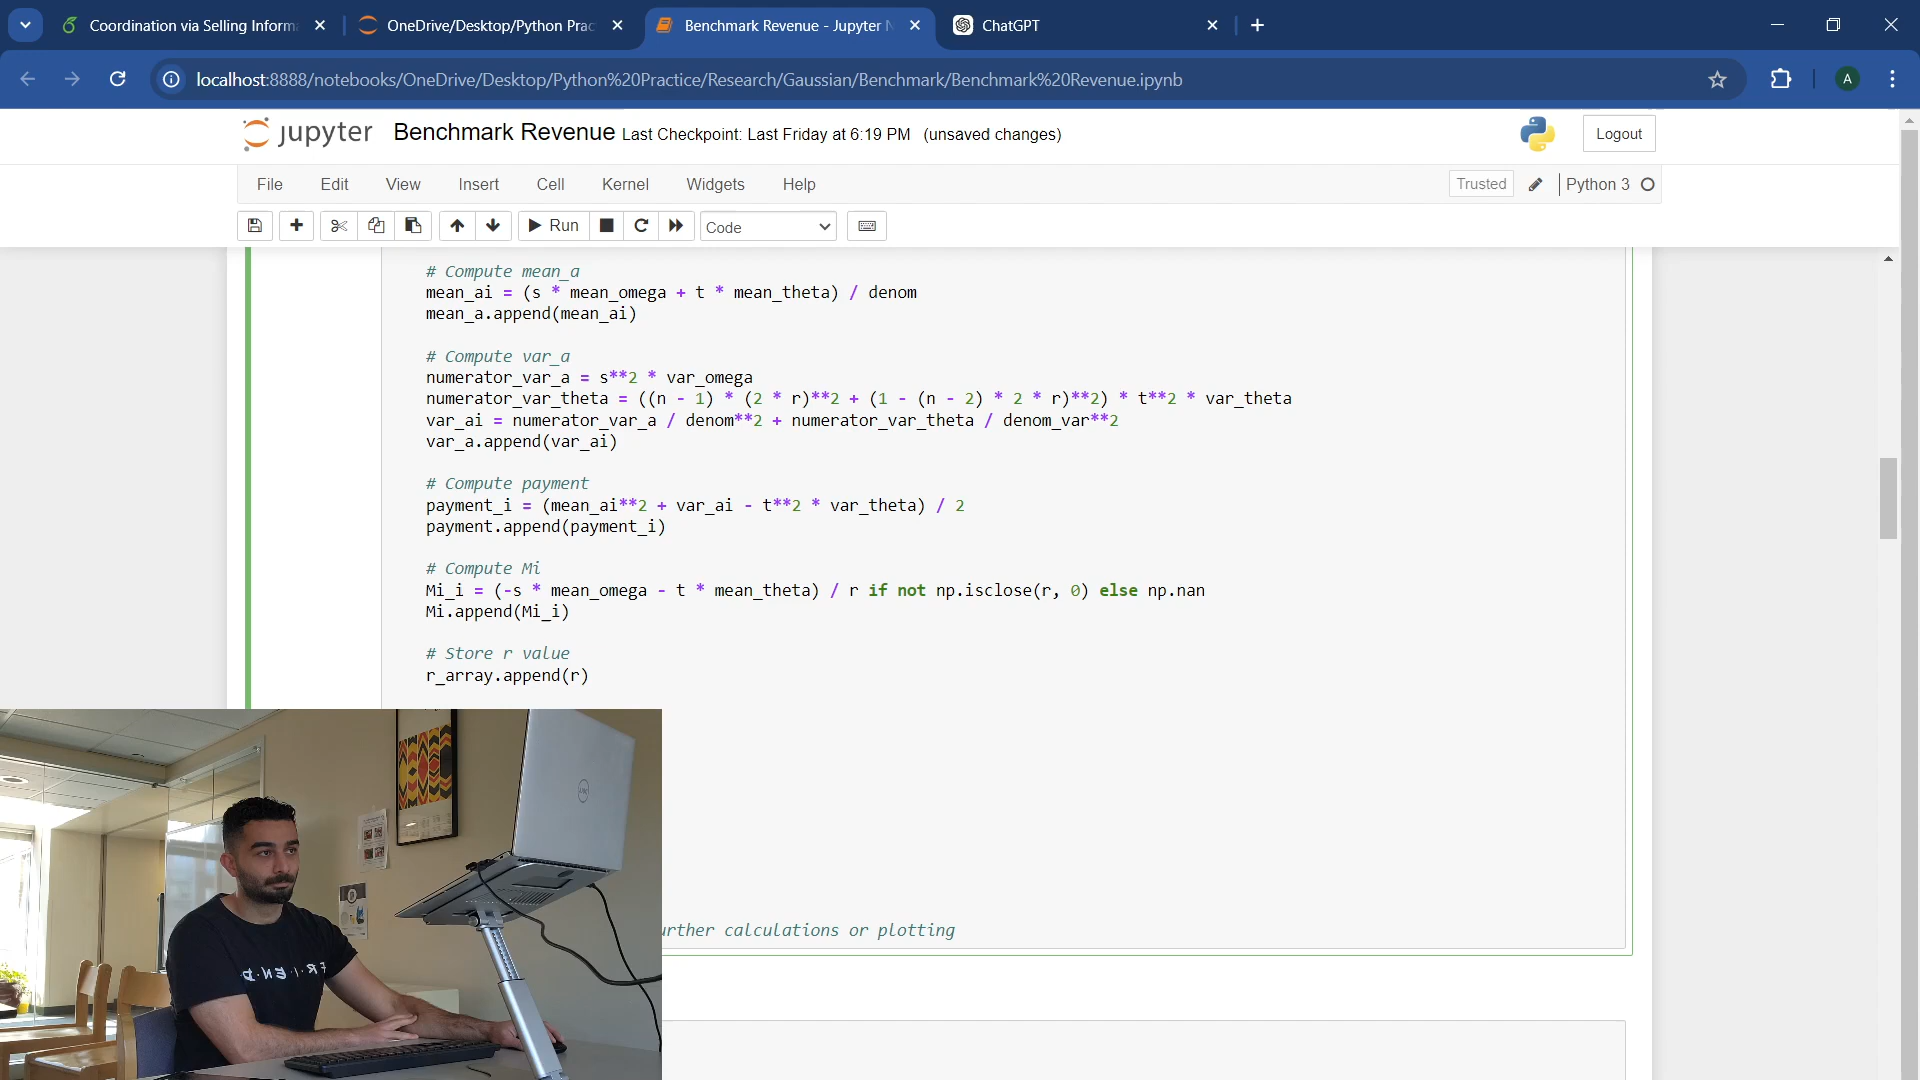 Coordination via Selling Informa
OneDrive/Desktop/Python Prac
Benchmark Revenue - Jupyter N
ChatGPT
localhost:8888/notebooks/OneDrive/Desktop/Python%20Practice/Research/Gaussian/Benchmark/Benchmark%20Revenue.ipynb
A
jupyter Benchmark Revenue Last Checkpoint: Last Friday at 6:19 PM (unsaved changes)
Logout
File Edit View Insert Cell Kernel Widgets Help
Trusted
Python 3
Run
Code
# Compute mean_a
mean_ai = (s * mean_omega + t * mean_theta) / denom
mean_a.append(mean_ai)
# Compute var_a
numerator_var_a = s**2 * var_omega
numerator_var_theta = ((n - 1) * (2 * r)**2 + (1 - (n - 2) * 2 * r)**2) * t**2 * var_theta
var_ai = numerator_var_a / denom**2 + numerator_var_theta / denom_var**2
var_a.append(var_ai)
# Compute payment
payment_i = (mean_ai**2 + var_ai - t**2 * var_theta) / 2
payment.append(payment_i)
# Compute Mi
Mi_i = (-s * mean_omega - t * mean_theta) / r if not np.isclose(r, 0) else np.nan
Mi.append(Mi_i)
# Store r value
r_array.append(r)
urther calculations or plotting